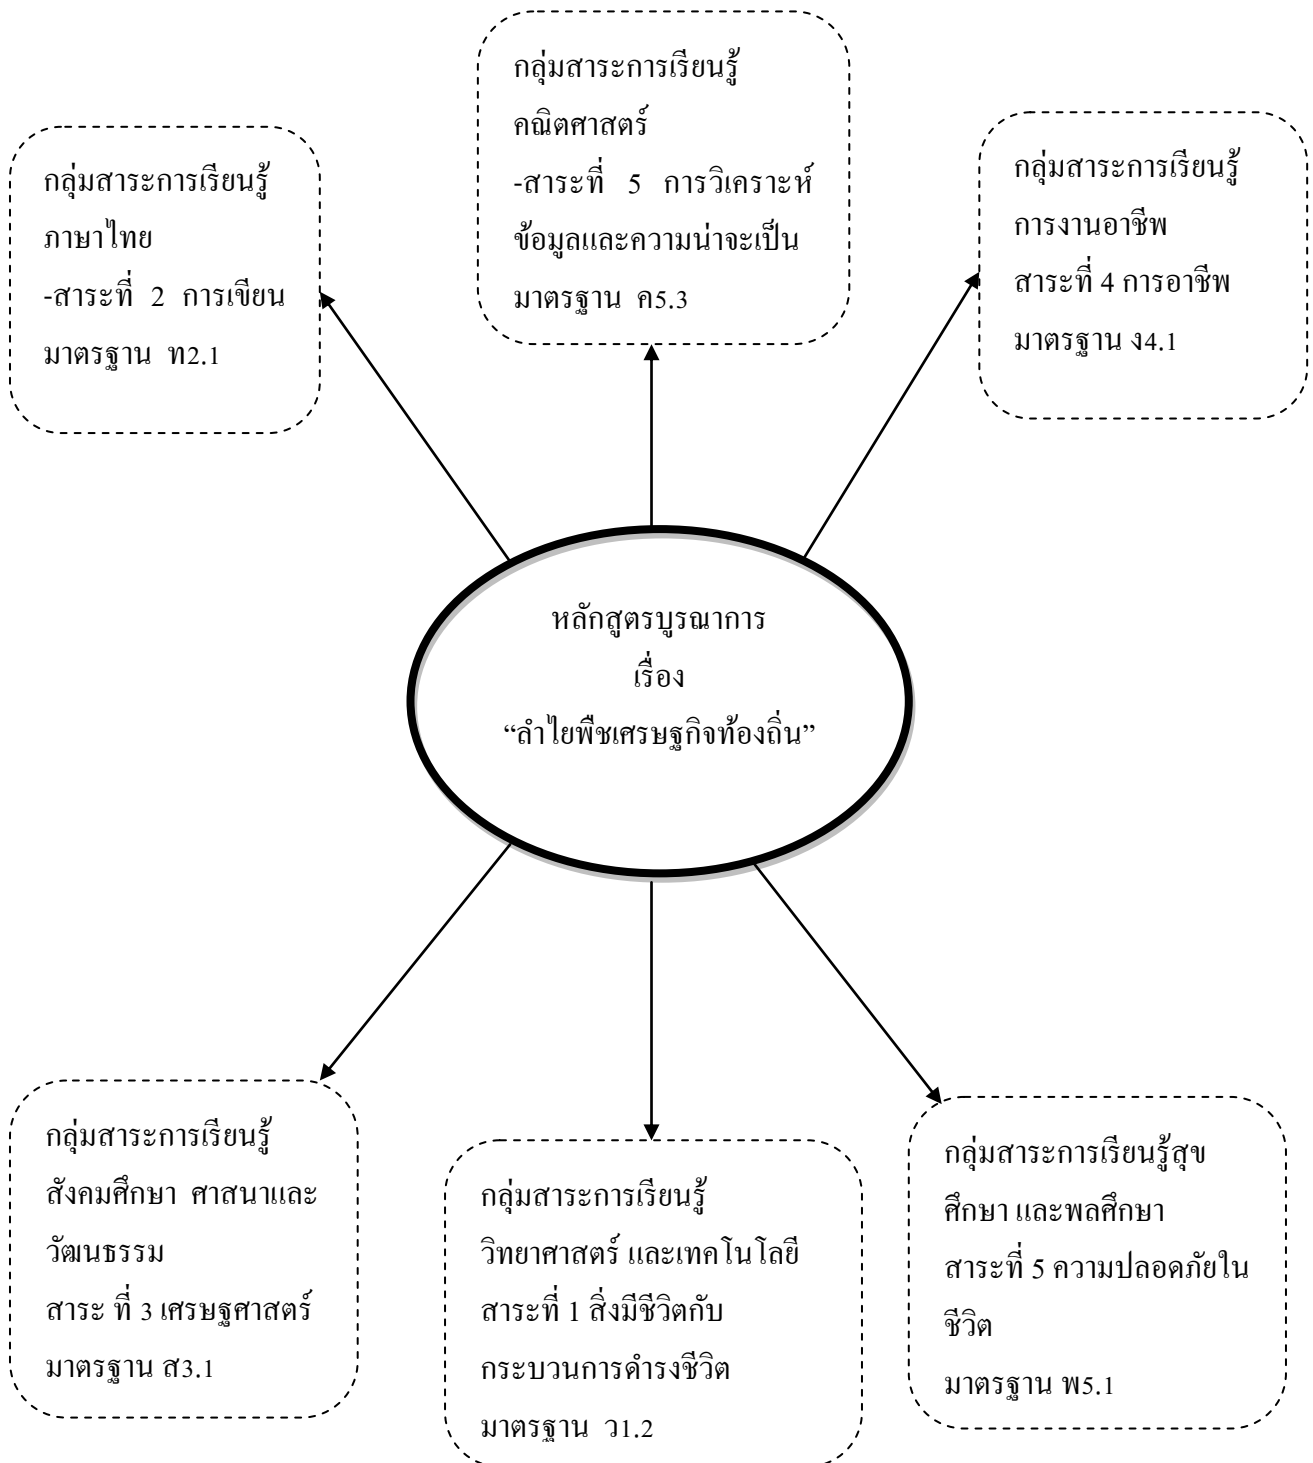 กลุ่มสาระการเรียนรู้
คณิตศาสตร์
-สาระที่ 5 การวิเคราะห์
ข้อมูลและความน่าจะเป็น
มาตรฐาน ค5.3
กลุ่มสาระการเรียนรู้
ภาษาไทย
-สาระที่ 2 การเขียน
มาตรฐาน ท2.1
กลุ่มสาระการเรียนรู้
การงานอาชีพ
สาระที่ 4 การอาชีพ
มาตรฐาน ง4.1
หลักสูตรบูรณาการ
เรื่อง
“ลำไยพืชเศรษฐกิจท้องถิ่น”
กลุ่มสาระการเรียนรู้
สังคมศึกษา ศาสนาและ
วัฒนธรรม
สาระ ที่ 3 เศรษฐศาสตร์
มาตรฐาน ส3.1
กลุ่มสาระการเรียนรู้
วิทยาศาสตร์ และเทคโนโลยี
สาระที่ 1 สิ่งมีชีวิตกับ
กระบวนการดำรงชีวิต
มาตรฐาน ว1.2
กลุ่มสาระการเรียนรู้สุข
ศึกษา และพลศึกษา
สาระที่ 5 ความปลอดภัยใน
ชีวิต
มาตรฐาน พ5.1